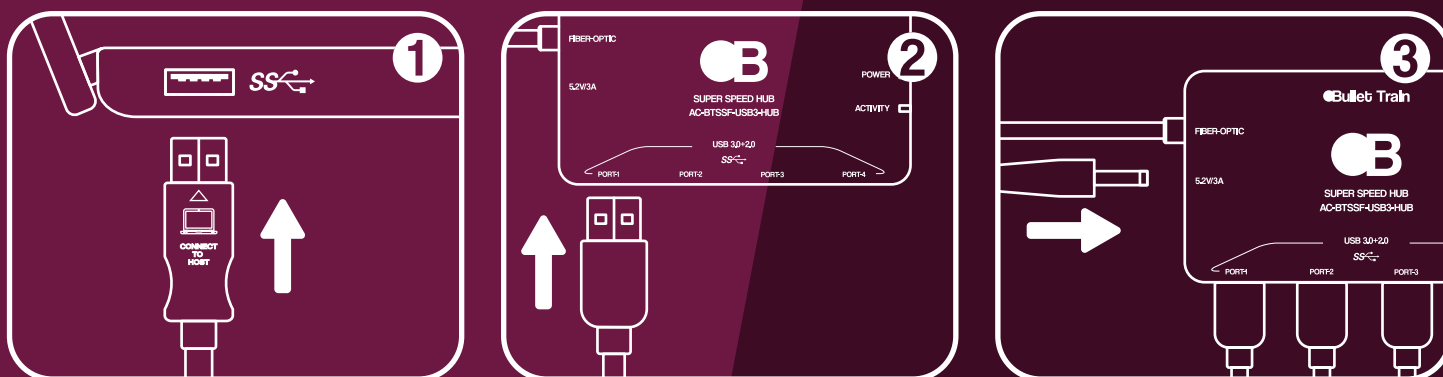 1
SS
CONNECT
TO
HOST
2
FIBER-OPTIC
5.2V/3A
B
POWER
SUPER SPEED HUB
AC-BTSSF-USB3-HUB
ACTIVITY
USB 3.0+2.0
SS
PORT-1 PORT-2 PORT-3 PORT-4
3
Bullet Train
FIBER-OPTIC
5.2V/3A
B
SUPER SPEED HUB
AC-BTSSF-USB3-HUB
USB 3.0+2.0
SS
PORT-1 PORT-2 PORT-3